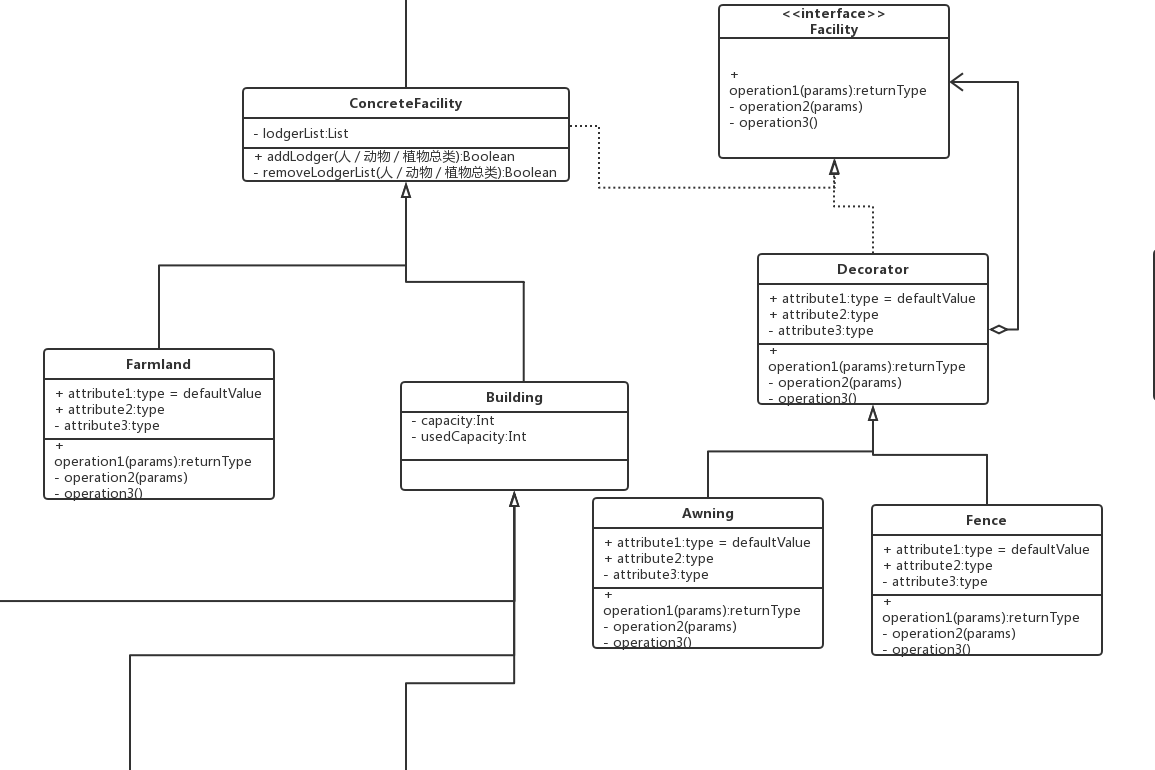 <<interface>>
Facility
+
operation1(params):returnType
- operation2(params)
- operation3()
ConcreteFacility
- lodgerList:List
+ addLodger(人 / 动物 / 植物总类):Boolean
- removeLodgerList(人 / 动物 / 植物总类):Boolean
Decorator
+ attribute1:type = defaultValue
+ attribute2:type
- attribute3:type
+
operation1(params):returnType
- operation2(params)
- operation3()
Farmland
+ attribute1:type = defaultValue
+ attribute2:type
- attribute3:type
+
operation1(params):returnType
- operation2(params)
- operation3()
Building
- capacity:Int
- usedCapacity:Int
Awning
+ attribute1:type = defaultValue
+ attribute2:type
- attribute3:type
+
operation1(params):returnType
- operation2(params)
- operation3()
Fence
+ attribute1:type = defaultValue
+ attribute2:type
- attribute3:type
+
operation1(params):returnType
- operation2(params)
- operation3()